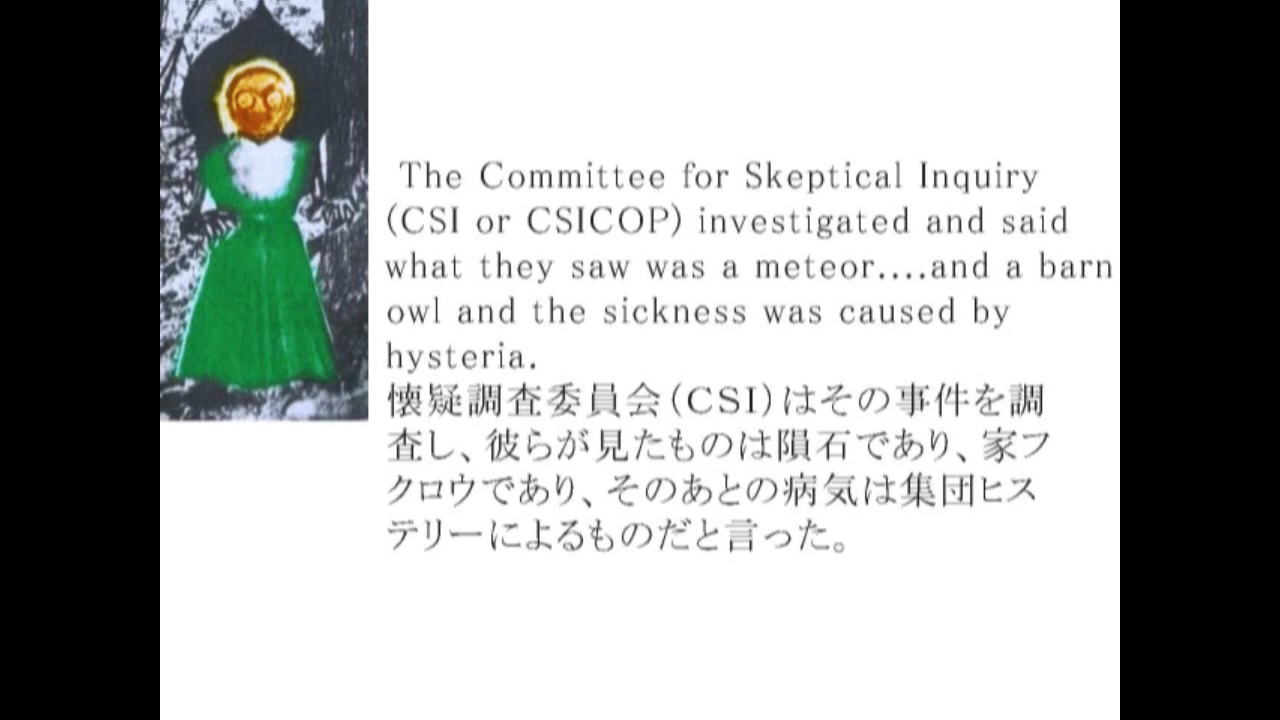 The Committee for Skeptical Inquiry
(CSI or CSICOP) investigated and said
what they saw was a meteor....and a barn
owl and the sickness was caused by
hysteria.
懐疑調査委員会(CSI)はその事件を調
査し、彼らが見たものは隕石であり、家フ
クロウであり、そのあとの病気は集団ヒス
テリーによるものだと言った。